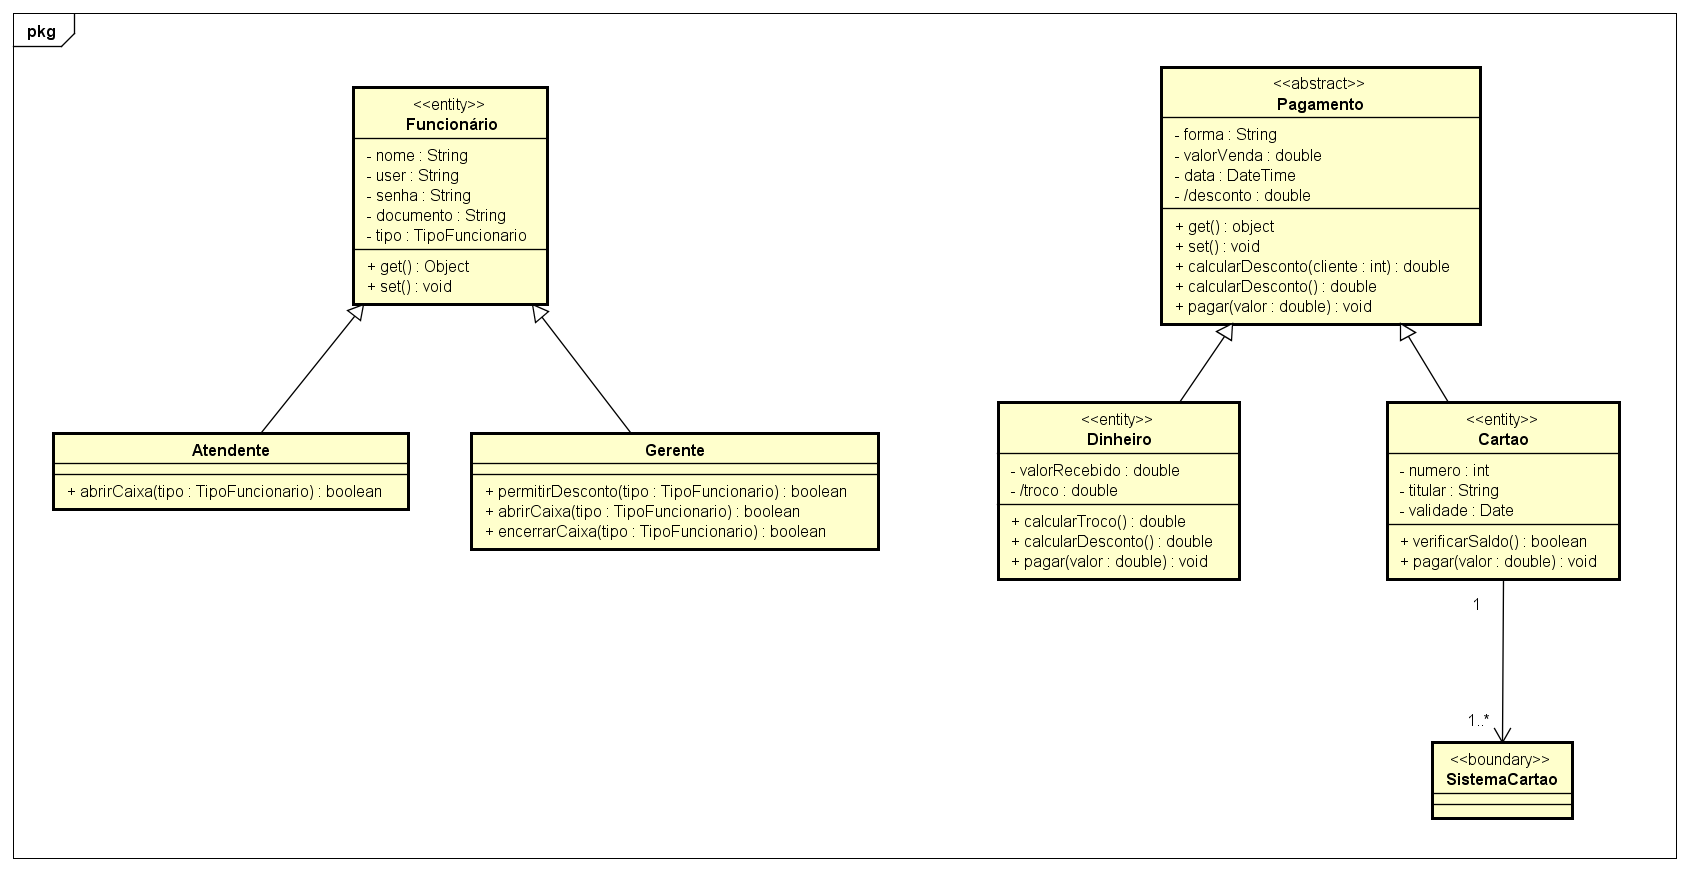 pkg
<<entity>>
Funcionário
- nome : String
- user : String
- senha : String
- documento : String
- tipo : TipoFuncionario
+ get() : Object
+ set() : void
<<abstract>>
Pagamento
- forma : String
- valorVenda : double
- data : DateTime
- /desconto : double
+ get() : object
+ set() : void
+ calcularDesconto(cliente : int) : double
+ calcularDesconto() : double
+ pagar(valor : double) : void
Atendente
+ abrirCaixa(tipo : TipoFuncionario) : boolean
Gerente
+ permitirDesconto(tipo : TipoFuncionario) : boolean
+ abrirCaixa(tipo : TipoFuncionario) : boolean
+ encerrarCaixa(tipo : TipoFuncionario) : boolean
<<entity>>
Dinheiro
- valorRecebido : double
- /troco : double
+ calcularTroco() : double
+ calcularDesconto() : double
+ pagar(valor : double) : void
<<entity>>
Cartao
- numero : int
- titular : String
- validade : Date
+ verificarSaldo() : boolean
+ pagar(valor : double) : void
1
1..*
<<boundary>>
SistemaCartao